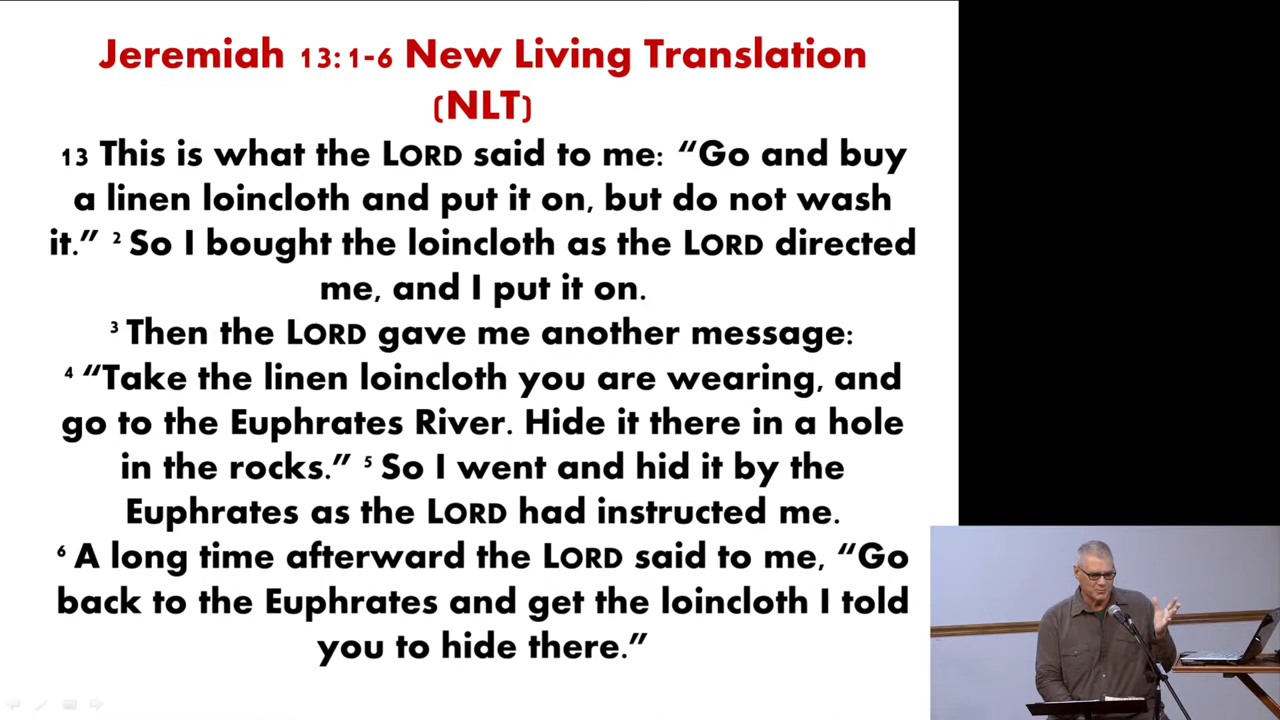 Jeremiah 13:1-6 New Living Translation
(NLT)
13 This is what the LORD said to me: “Go and buy
a linen loincloth and put it on, but do not wash
it.” 2 So I bought the loincloth as the LORD directed
me, and I put it on.
3 Then the LORD gave me another message:
4 “Take the linen loincloth you are wearing, and
go to the Euphrates River. Hide it there in a hole
in the rocks.” 5 So I went and hid it by the
Euphrates as the LORD had instructed me.
6 A long time afterward the LORD said to me, “Go
back to the Euphrates and get the loincloth I told
you to hide there.”